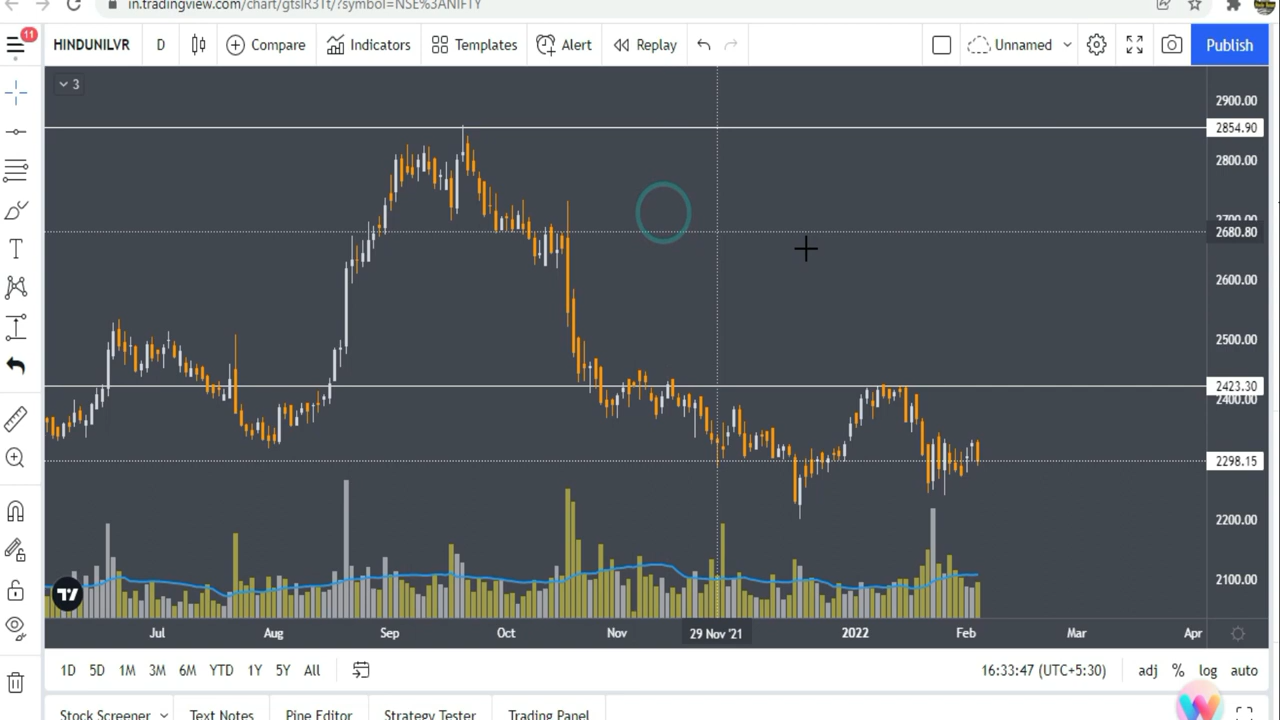 in.tradingview.com/chart/gtslR3Tt/?symbol=NSE%3ANIFTY
11
HINDUNILVR D Compare Indicators Templates Alert Replay Unnamed Publish
3
2900.00
2854.90
2800.00
2700.00
2680.80
2600.00
2500.00
2423.30
2400.00
2298.15
2200.00
2100.00
Jul Aug Sep Oct Nov 29 Nov '21 2022 Feb Mar Apr
1D 5D 1M 3M 6M YTD 1Y 5Y All 16:33:47 (UTC+5:30) adj % log auto
Stock Screener Text Notes Pine Editor Strategy Tester Trading Panel